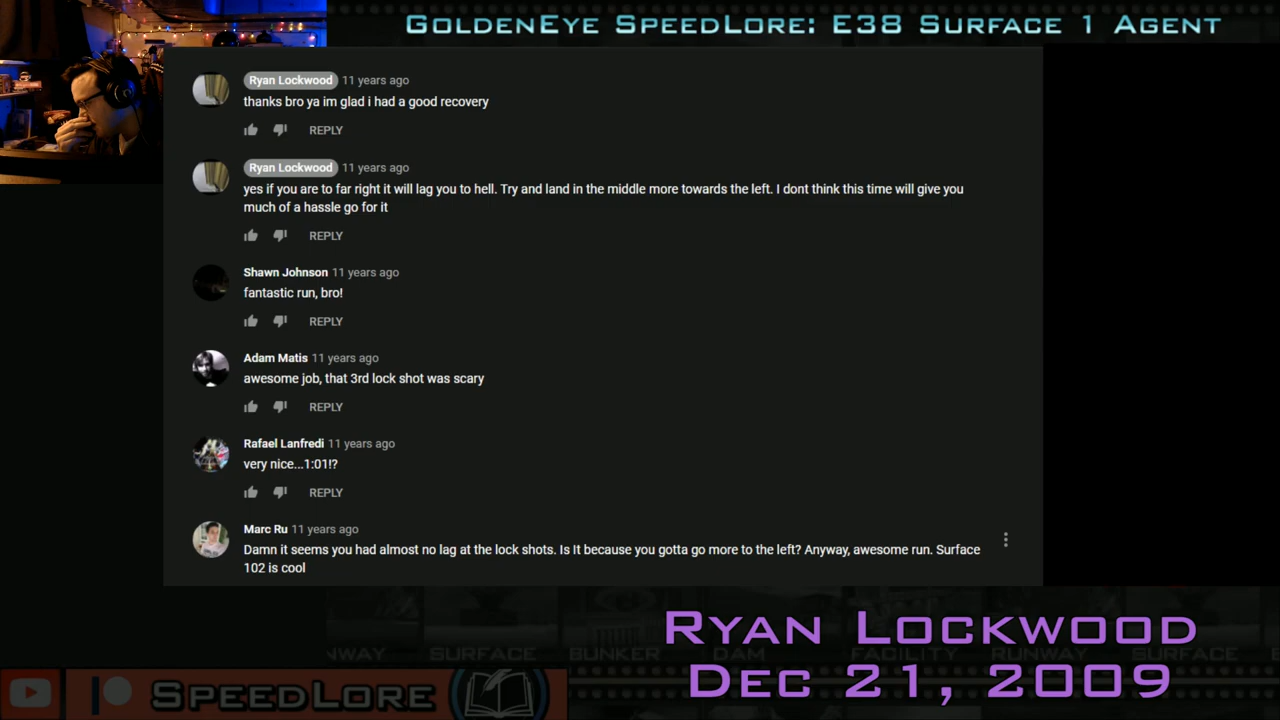 GoldenEye SpeedLore: E38 Surface 1 Agent
Ryan Lockwood 11 years ago
thanks bro ya im glad i had a good recovery
REPLY
Ryan Lockwood 11 years ago
yes if you are to far right it will lag you to hell. Try and land in the middle more towards the left. I dont think this time will give you
much of a hassle go for it
REPLY
Shawn Johnson 11 years ago
fantastic run, bro!
REPLY
Adam Matis 11 years ago
awesome job, that 3rd lock shot was scary
REPLY
Rafael Lanfredi 11 years ago
very nice...1:01!?
REPLY
Marc Ru 11 years ago
Damn it seems you had almost no lag at the lock shots. Is It because you gotta go more to the left? Anyway, awesome run. Surface
102 is cool
Ryan Lockwood
NWAY SURFACE BUNKER DAM FACILITY RUNWAY SURFACE
Dec 21, 2009
SpeedLore